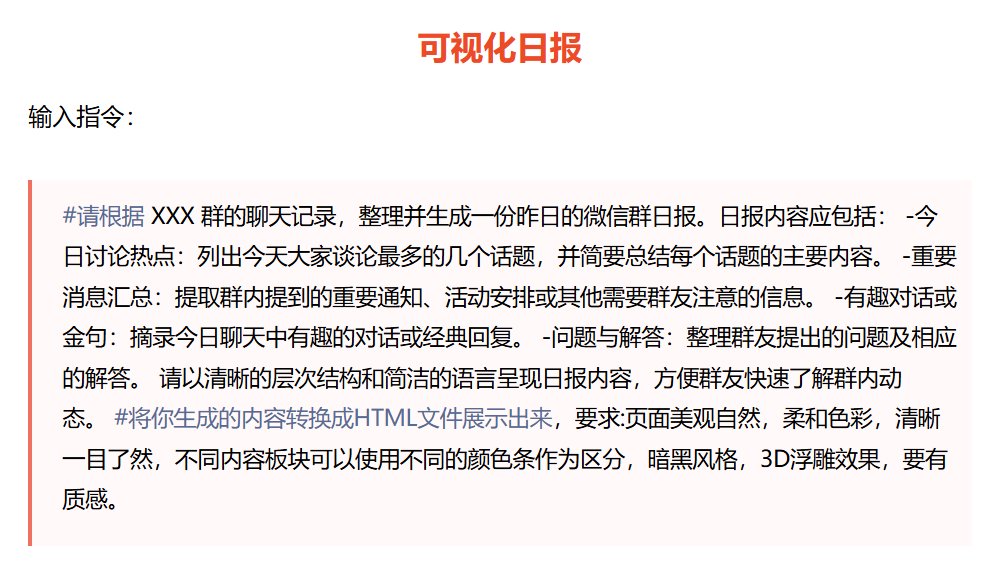 可视化日报
输入指令：
#请根据 XXX 群的聊天记录，整理并生成一份昨日的微信群日报。日报内容应包括： -今
日讨论热点：列出今天大家谈论最多的几个话题，并简要总结每个话题的主要内容。 -重要
消息汇总：提取群内提到的重要通知、活动安排或其他需要群友注意的信息。 -有趣对话或
金句：摘录今日聊天中有趣的对话或经典回复。 -问题与解答：整理群友提出的问题及相应
的解答。 请以清晰的层次结构和简洁的语言呈现日报内容，方便群友快速了解群内动
态。 #将你生成的内容转换成HTML文件展示出来，要求:页面美观自然，柔和色彩，清晰
一目了然，不同内容板块可以使用不同的颜色条作为区分，暗黑风格，3D浮雕效果，要有
质感。